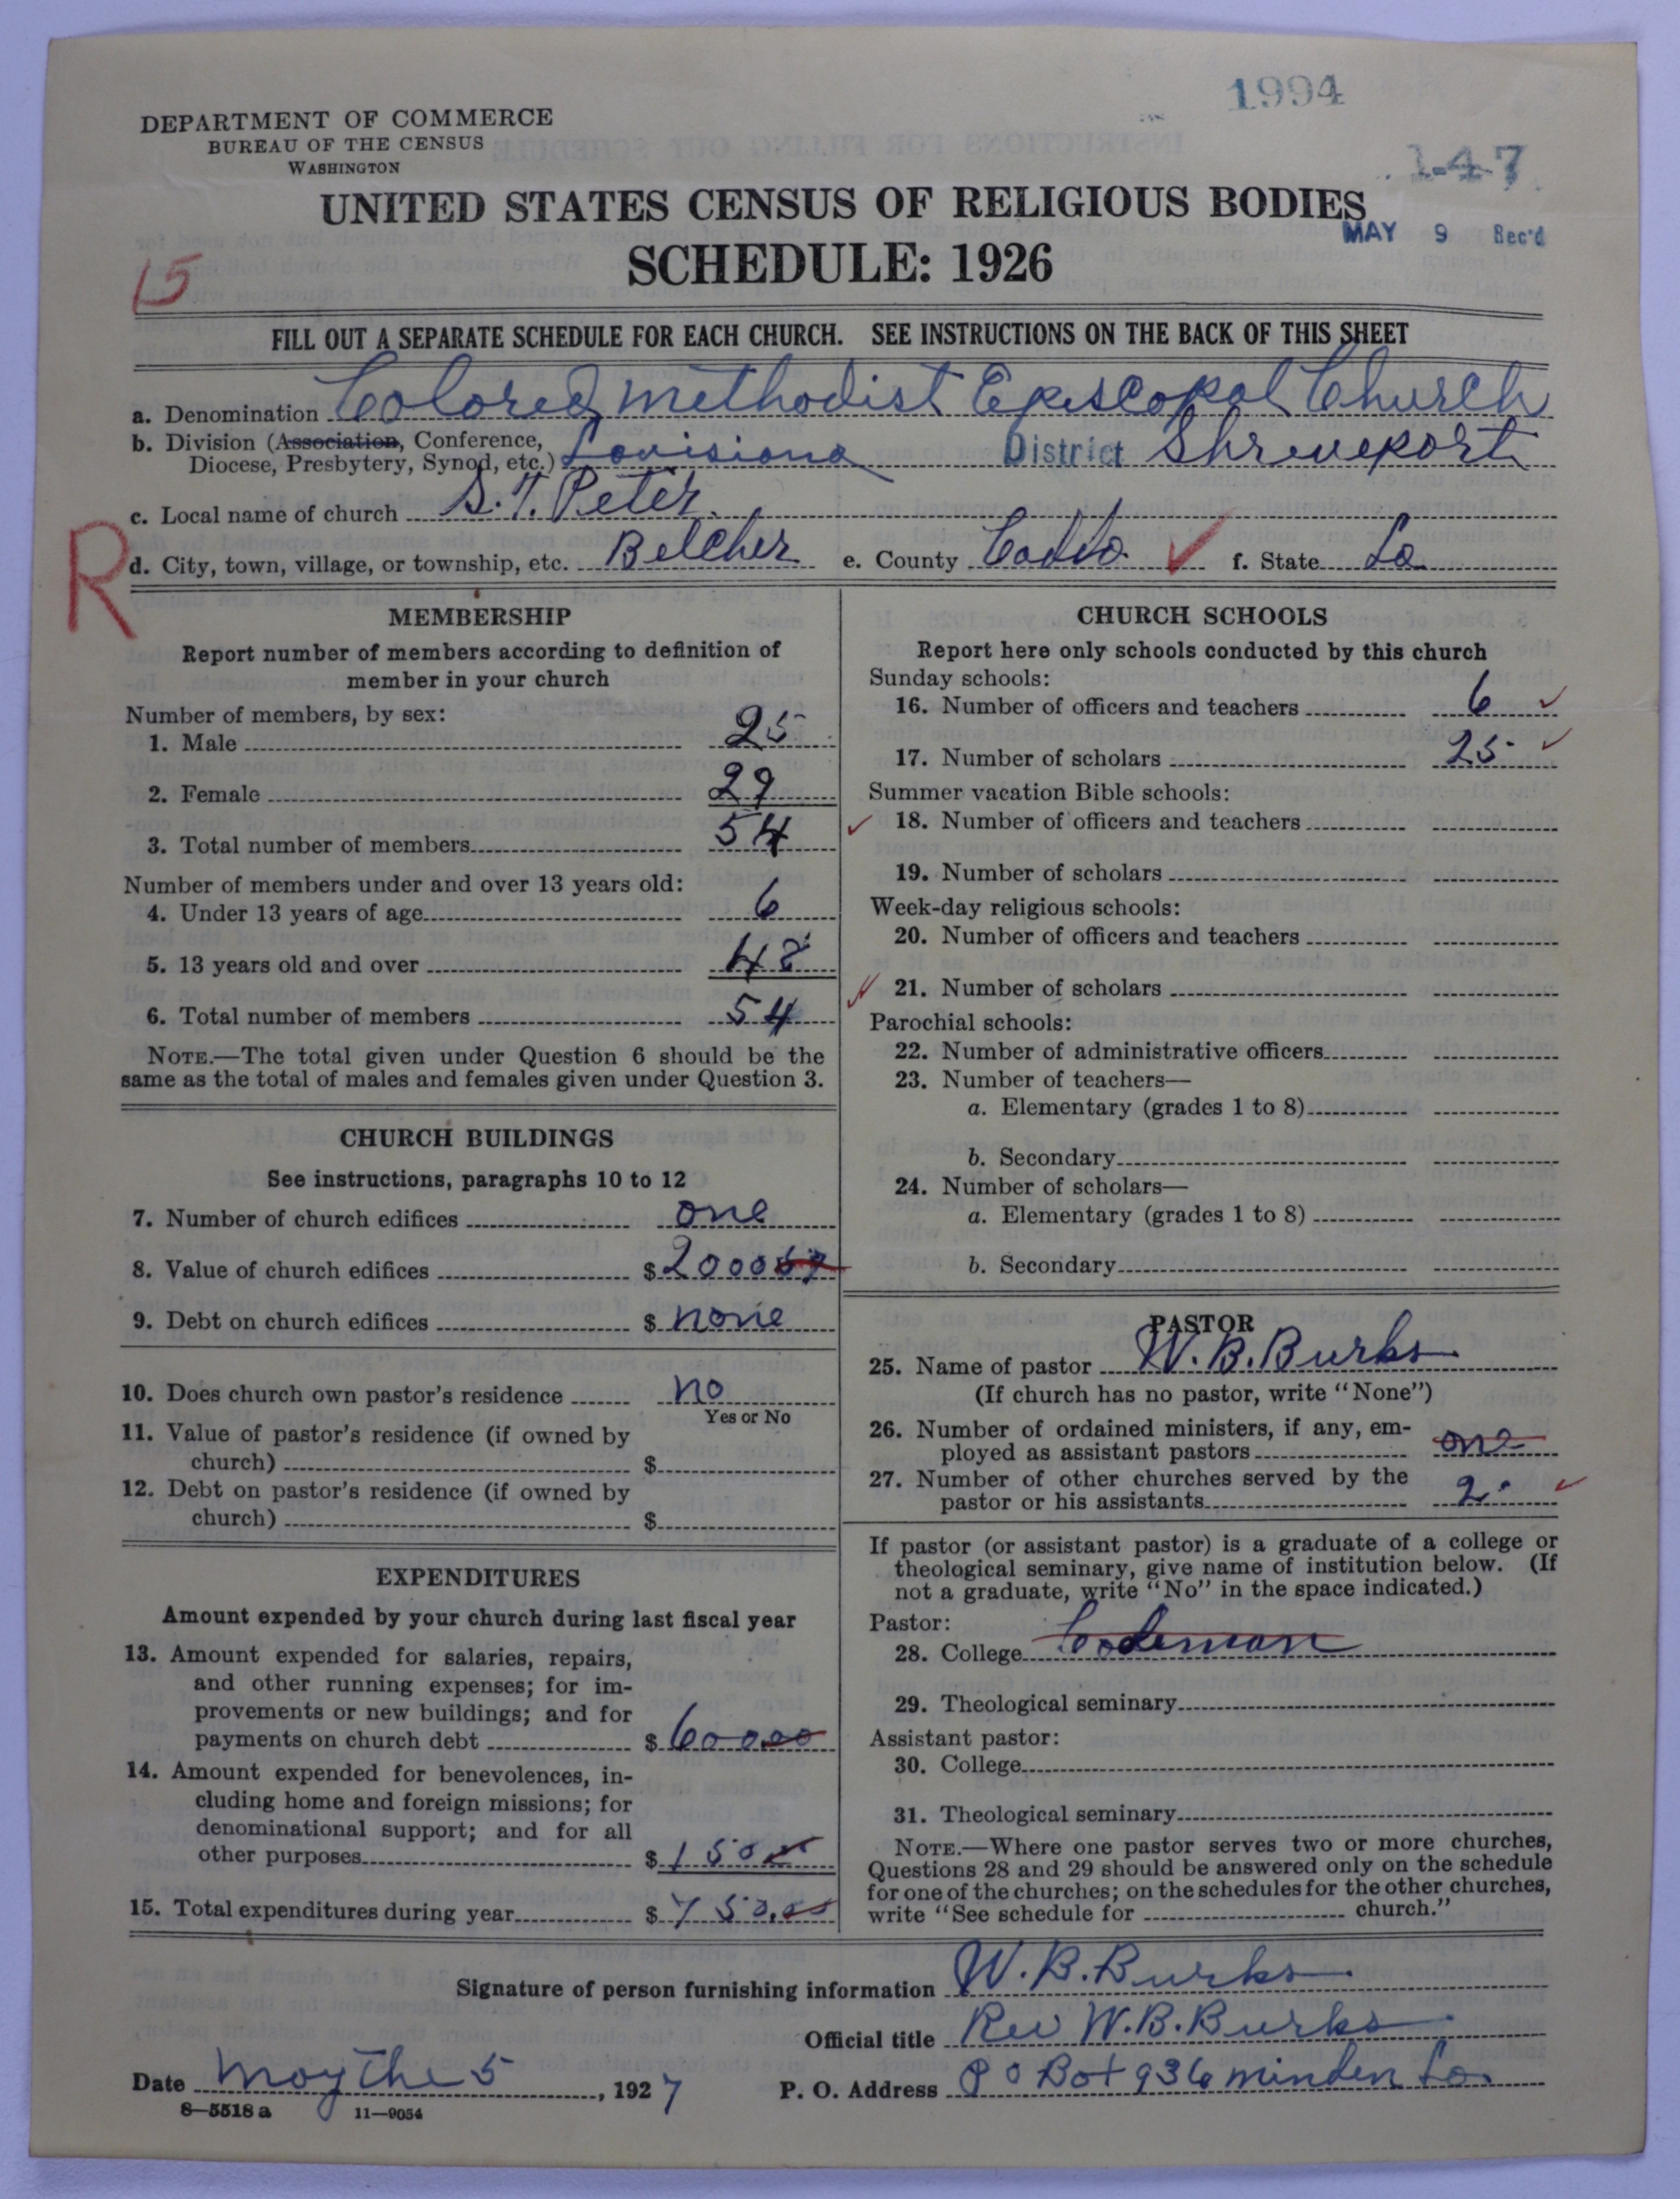 1994
DEPARTMENT OF COMMERCE
BUREAU OF THE CENSUS
WASHINGTON
1-47
UNITED STATES CENSUS OF RELIGIOUS BODIES
MAY 9 Rec'd
SCHEDULE: 1926
15
FILL OUT A SEPARATE SCHEDULE FOR EACH CHURCH. SEE INSTRUCTIONS ON THE BACK OF THIS SHEET
a. Denomination Colored Methodist Episcopal Church
b. Division (Association, Conference, Diocese, Presbytery, Synod, etc.) Louisiana District Shreveport
c. Local name of church S.T. Peter
R
d. City, town, village, or township, etc. Belcher e. County Caddo f. State La
MEMBERSHIP
Report number of members according to definition of
member in your church
Number of members, by sex:
1. Male 25
2. Female 29
3. Total number of members 54
Number of members under and over 13 years old:
4. Under 13 years of age 6
5. 13 years old and over 48
6. Total number of members 54
NOTE.—The total given under Question 6 should be the
same as the total of males and females given under Question 3.
CHURCH BUILDINGS
See instructions, paragraphs 10 to 12
7. Number of church edifices one
8. Value of church edifices $ 2000
9. Debt on church edifices $ none
10. Does church own pastor's residence no
Yes or No
11. Value of pastor's residence (if owned by
church) $
12. Debt on pastor's residence (if owned by
church) $
EXPENDITURES
Amount expended by your church during last fiscal year
13. Amount expended for salaries, repairs,
and other running expenses; for im-
provements or new buildings; and for
payments on church debt $ 600.00
14. Amount expended for benevolences, in-
cluding home and foreign missions; for
denominational support; and for all
other purposes $ 150
15. Total expenditures during year $ 750.00
CHURCH SCHOOLS
Report here only schools conducted by this church
Sunday schools:
16. Number of officers and teachers 6
17. Number of scholars 25
Summer vacation Bible schools:
18. Number of officers and teachers
19. Number of scholars
Week-day religious schools:
20. Number of officers and teachers
21. Number of scholars
Parochial schools:
22. Number of administrative officers
23. Number of teachers—
a. Elementary (grades 1 to 8)
b. Secondary
24. Number of scholars—
a. Elementary (grades 1 to 8)
b. Secondary
PASTOR
25. Name of pastor W. B. Burks
(If church has no pastor, write "None")
26. Number of ordained ministers, if any, em-
ployed as assistant pastors one
27. Number of other churches served by the
pastor or his assistants 2
If pastor (or assistant pastor) is a graduate of a college or
theological seminary, give name of institution below. (If
not a graduate, write "No" in the space indicated.)
Pastor:
28. College Codeman
29. Theological seminary
Assistant pastor:
30. College
31. Theological seminary
NOTE.—Where one pastor serves two or more churches,
Questions 28 and 29 should be answered only on the schedule
for one of the churches; on the schedules for the other churches,
write "See schedule for church."
Signature of person furnishing information W. B. Burks
Official title Rev W. B. Burks
Date May the 5, 1927 P. O. Address P O Box 936 minden La.
8—5518 a 11—9054